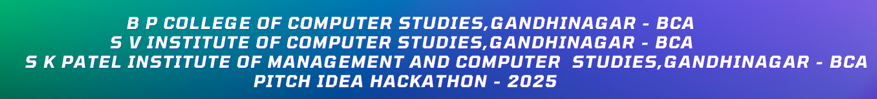 B P COLLEGE OF COMPUTER STUDIES,GANDHINAGAR - BCA
S V INSTITUTE OF COMPUTER STUDIES,GANDHINAGAR - BCA
S K PATEL INSTITUTE OF MANAGEMENT AND COMPUTER  STUDIES,GANDHINAGAR - BCA
PITCH IDEA HACKATHON - 2025